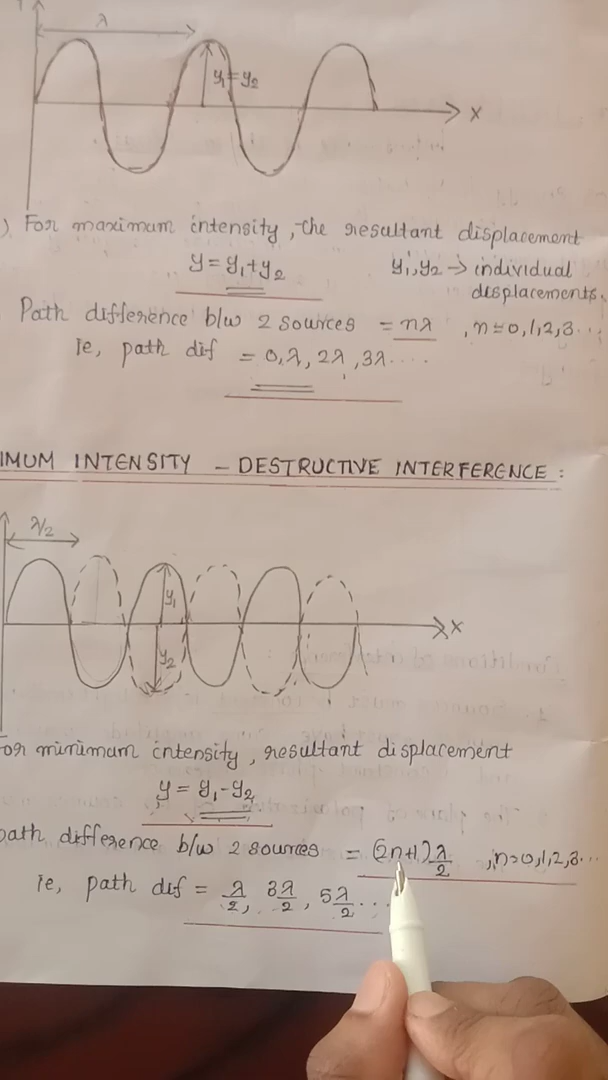 λ
y₁=y₂
X
) For maximum intensity, the resultant displacement
y = y₁+y₂   y₁,y₂ → individual
displacements.
Path difference b/w 2 sources = nλ , n=0,1,2,3...
Ie, path dif = 0, λ, 2λ, 3λ....
IMUM INTENSITY – DESTRUCTIVE INTERFERENCE :
λ/2
y₁
X
y₂
For minimum intensity, resultant displacement
y = y₁-y₂
path difference b/w 2 sources = (2n+1)λ/2 , n=0,1,2,3...
Ie, path dif = λ/2, 3λ/2, 5λ/2...